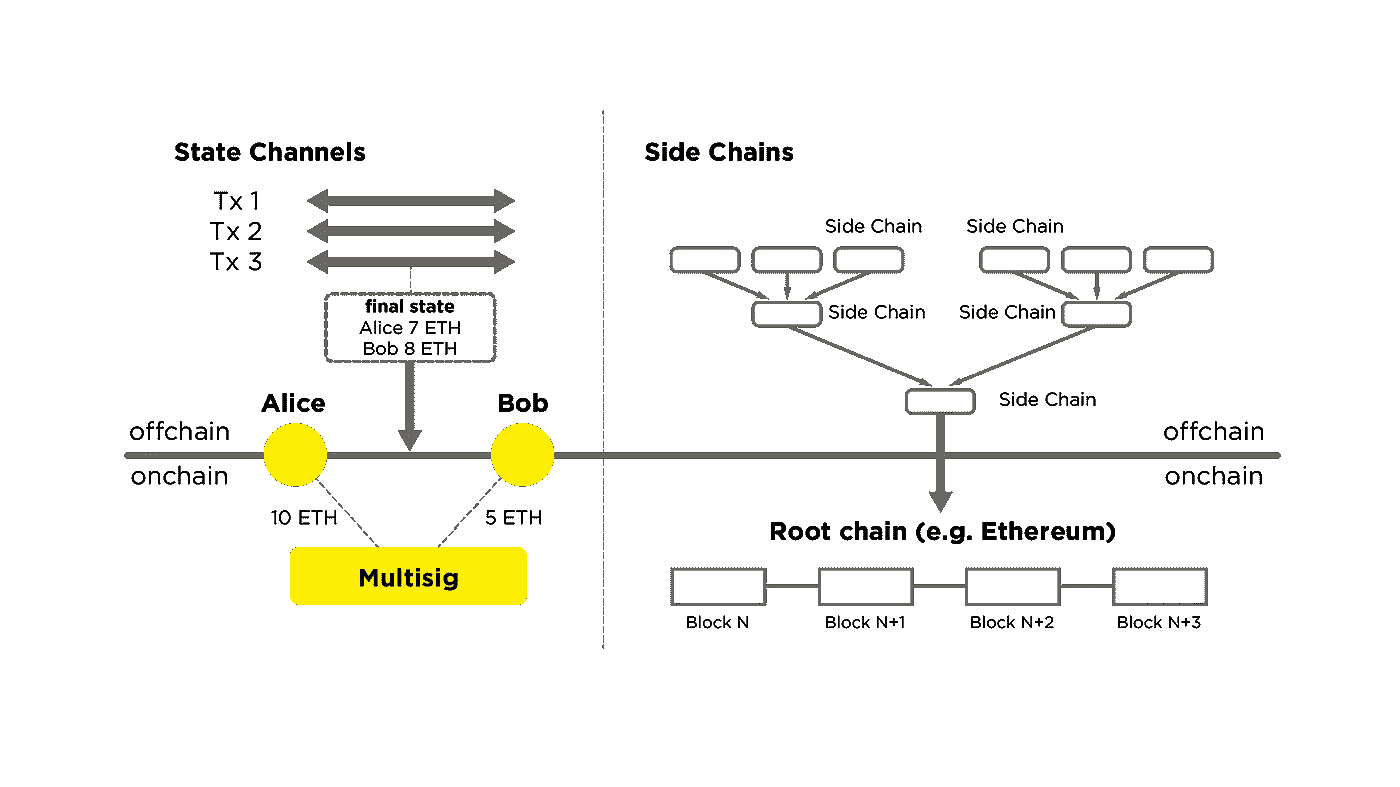 State Channels
Tx 1
Tx 2
Tx 3
final state
Alice 7 ETH
Bob 8 ETH
Alice
Bob
offchain
onchain
10 ETH
5 ETH
Multisig
Side Chains
Side Chain
Side Chain
Side Chain
Side Chain
Side Chain
offchain
onchain
Root chain (e.g. Ethereum)
Block N
Block N+1
Block N+2
Block N+3